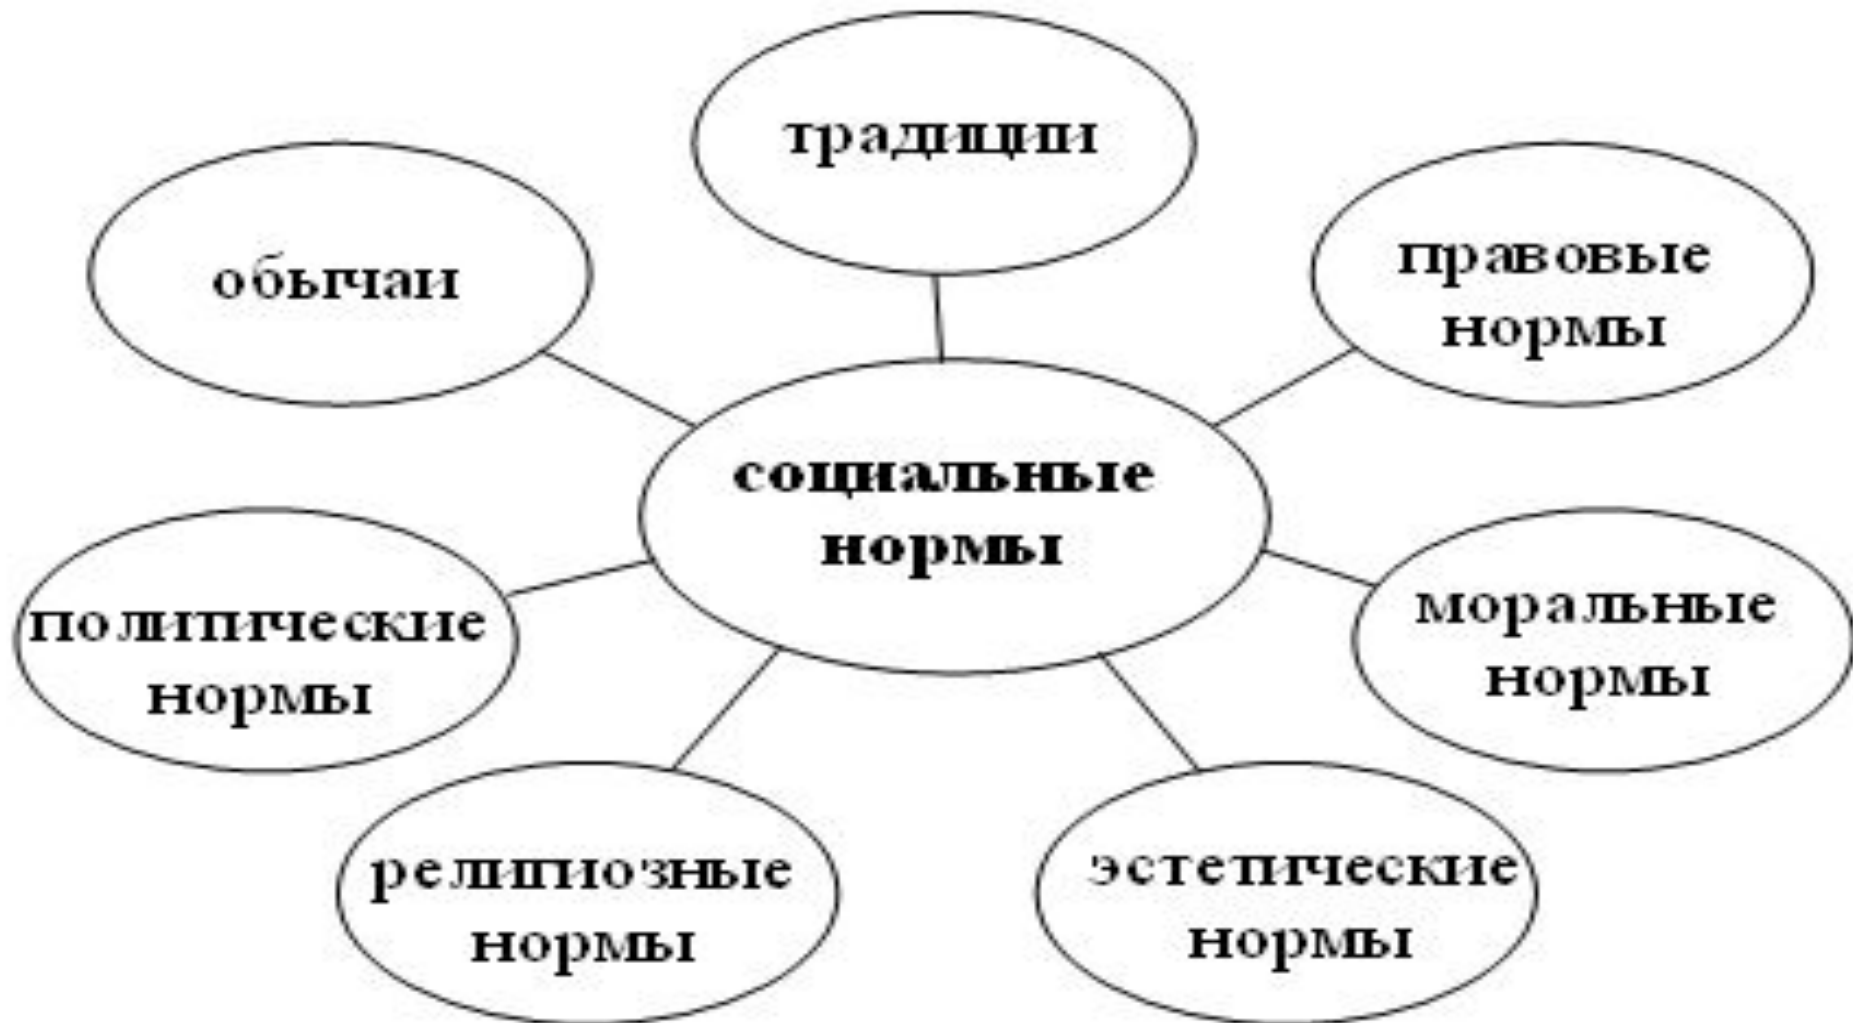 традиции
обычаи
правовые
нормы
социальные
нормы
политические
нормы
моральные
нормы
религиозные
нормы
эстетические
нормы